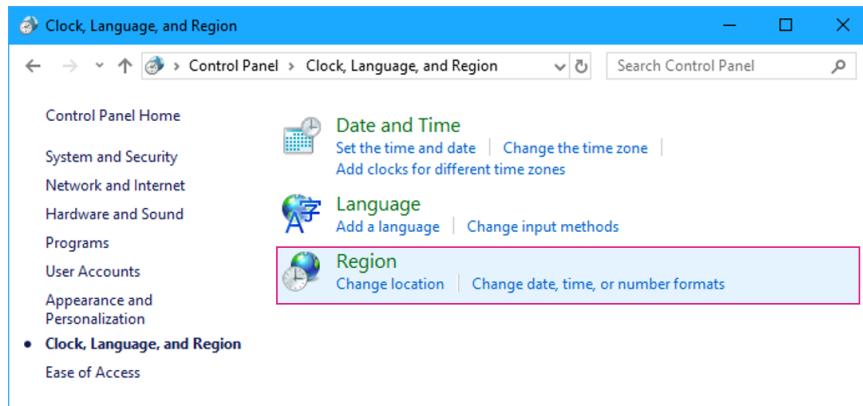 Clock, Language, and Region
Control Panel > Clock, Language, and Region
Search Control Panel
Control Panel Home
System and Security
Network and Internet
Hardware and Sound
Programs
User Accounts
Appearance and
Personalization
Clock, Language, and Region
Ease of Access
Date and Time
Set the time and date | Change the time zone |
Add clocks for different time zones
Language
Add a language | Change input methods
Region
Change location | Change date, time, or number formats